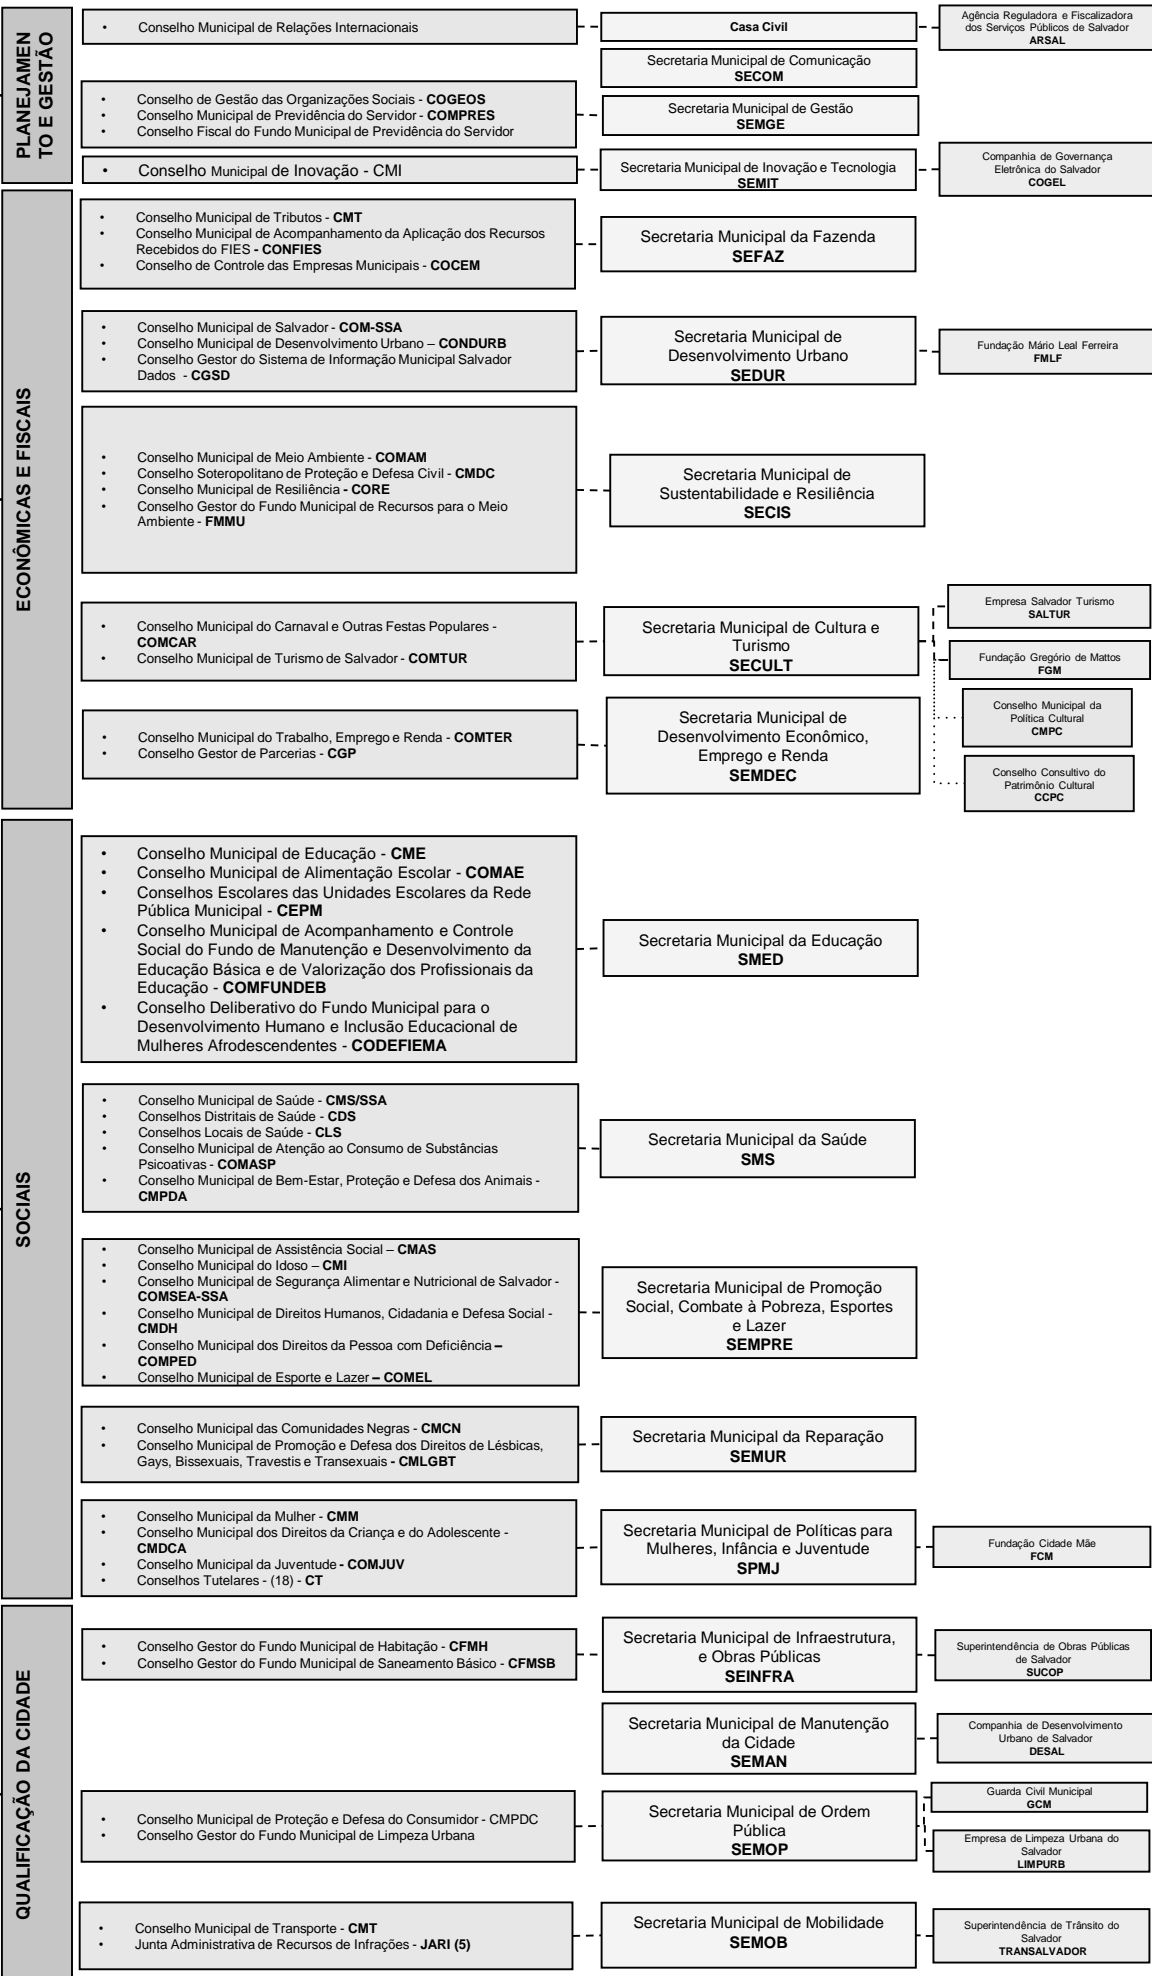 PLANEJAMEN
TO E GESTÃO
• Conselho Municipal de Relações Internacionais
Casa Civil
Agência Reguladora e Fiscalizadora
dos Serviços Públicos de Salvador
ARSAL
Secretaria Municipal de Comunicação
SECOM
• Conselho de Gestão das Organizações Sociais - COGEOS
• Conselho Municipal de Previdência do Servidor - COMPRES
• Conselho Fiscal do Fundo Municipal de Previdência do Servidor
Secretaria Municipal de Gestão
SEMGE
• Conselho Municipal de Inovação - CMI
Secretaria Municipal de Inovação e Tecnologia
SEMIT
Companhia de Governança
Eletrônica do Salvador
COGEL
ECONÔMICAS E FISCAIS
• Conselho Municipal de Tributos - CMT
• Conselho Municipal de Acompanhamento da Aplicação dos Recursos
Recebidos do FIES - CONFIES
• Conselho de Controle das Empresas Municipais - COCEM
Secretaria Municipal da Fazenda
SEFAZ
• Conselho Municipal de Salvador - COM-SSA
• Conselho Municipal de Desenvolvimento Urbano – CONDURB
• Conselho Gestor do Sistema de Informação Municipal Salvador
Dados - CGSD
Secretaria Municipal de
Desenvolvimento Urbano
SEDUR
Fundação Mário Leal Ferreira
FMLF
• Conselho Municipal de Meio Ambiente - COMAM
• Conselho Soteropolitano de Proteção e Defesa Civil - CMDC
• Conselho Municipal de Resiliência - CORE
• Conselho Gestor do Fundo Municipal de Recursos para o Meio
Ambiente - FMMU
Secretaria Municipal de
Sustentabilidade e Resiliência
SECIS
• Conselho Municipal do Carnaval e Outras Festas Populares -
COMCAR
• Conselho Municipal de Turismo de Salvador - COMTUR
Secretaria Municipal de Cultura e
Turismo
SECULT
Empresa Salvador Turismo
SALTUR
Fundação Gregório de Mattos
FGM
Conselho Municipal da
Política Cultural
CMPC
Conselho Consultivo do
Patrimônio Cultural
CCPC
• Conselho Municipal do Trabalho, Emprego e Renda - COMTER
• Conselho Gestor de Parcerias - CGP
Secretaria Municipal de
Desenvolvimento Econômico,
Emprego e Renda
SEMDEC
SOCIAIS
• Conselho Municipal de Educação - CME
• Conselho Municipal de Alimentação Escolar - COMAE
• Conselhos Escolares das Unidades Escolares da Rede
Pública Municipal - CEPM
• Conselho Municipal de Acompanhamento e Controle
Social do Fundo de Manutenção e Desenvolvimento da
Educação Básica e de Valorização dos Profissionais da
Educação - COMFUNDEB
• Conselho Deliberativo do Fundo Municipal para o
Desenvolvimento Humano e Inclusão Educacional de
Mulheres Afrodescendentes - CODEFIEMA
Secretaria Municipal da Educação
SMED
• Conselho Municipal de Saúde - CMS/SSA
• Conselhos Distritais de Saúde - CDS
• Conselhos Locais de Saúde - CLS
• Conselho Municipal de Atenção ao Consumo de Substâncias
Psicoativas - COMASP
• Conselho Municipal de Bem-Estar, Proteção e Defesa dos Animais -
CMPDA
Secretaria Municipal da Saúde
SMS
• Conselho Municipal de Assistência Social – CMAS
• Conselho Municipal do Idoso – CMI
• Conselho Municipal de Segurança Alimentar e Nutricional de Salvador -
COMSEA-SSA
• Conselho Municipal de Direitos Humanos, Cidadania e Defesa Social -
CMDH
• Conselho Municipal dos Direitos da Pessoa com Deficiência –
COMPED
• Conselho Municipal de Esporte e Lazer – COMEL
Secretaria Municipal de Promoção
Social, Combate à Pobreza, Esportes
e Lazer
SEMPRE
• Conselho Municipal das Comunidades Negras - CMCN
• Conselho Municipal de Promoção e Defesa dos Direitos de Lésbicas,
Gays, Bissexuais, Travestis e Transexuais - CMLGBT
Secretaria Municipal da Reparação
SEMUR
• Conselho Municipal da Mulher - CMM
• Conselho Municipal dos Direitos da Criança e do Adolescente -
CMDCA
• Conselho Municipal da Juventude - COMJUV
• Conselhos Tutelares - (18) - CT
Secretaria Municipal de Políticas para
Mulheres, Infância e Juventude
SPMJ
Fundação Cidade Mãe
FCM
QUALIFICAÇÃO DA CIDADE
• Conselho Gestor do Fundo Municipal de Habitação - CFMH
• Conselho Gestor do Fundo Municipal de Saneamento Básico - CFMSB
Secretaria Municipal de Infraestrutura,
e Obras Públicas
SEINFRA
Superintendência de Obras Públicas
de Salvador
SUCOP
Secretaria Municipal de Manutenção
da Cidade
SEMAN
Companhia de Desenvolvimento
Urbano de Salvador
DESAL
• Conselho Municipal de Proteção e Defesa do Consumidor - CMPDC
• Conselho Gestor do Fundo Municipal de Limpeza Urbana
Secretaria Municipal de Ordem
Pública
SEMOP
Guarda Civil Municipal
GCM
Empresa de Limpeza Urbana do
Salvador
LIMPURB
• Conselho Municipal de Transporte - CMT
• Junta Administrativa de Recursos de Infrações - JARI (5)
Secretaria Municipal de Mobilidade
SEMOB
Superintendência de Trânsito do
Salvador
TRANSALVADOR